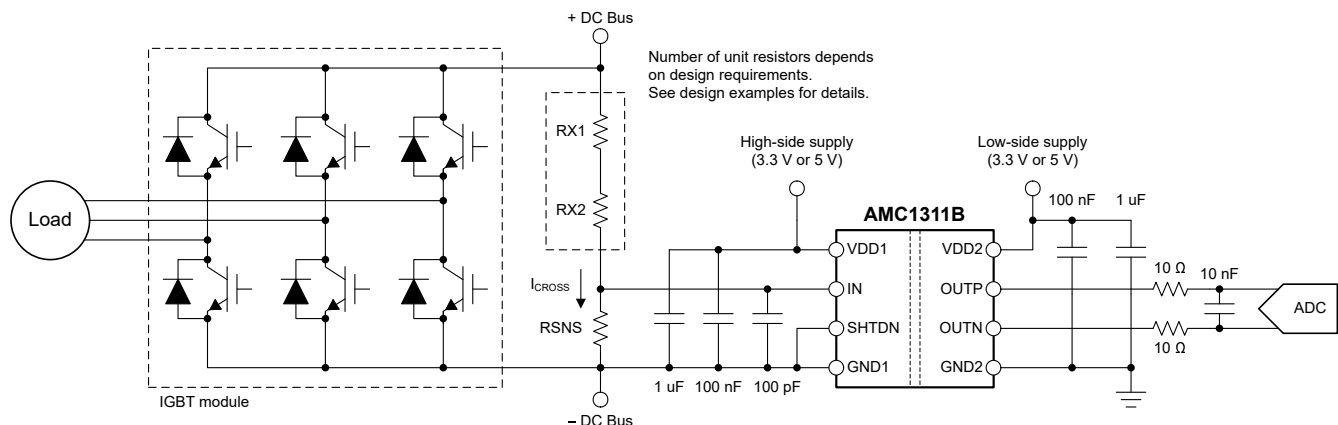 + DC Bus
Number of unit resistors depends
on design requirements.
See design examples for details.
RX1
RX2
High-side supply
(3.3 V or 5 V)
Low-side supply
(3.3 V or 5 V)
100 nF
1 uF
AMC1311B
Load
VDD1
VDD2
IN
OUTP
SHTDN
OUTN
GND1
GND2
10 Ω
10 nF
10 Ω
ADC
ICROSS
RSNS
1 uF
100 nF
100 pF
IGBT module
– DC Bus